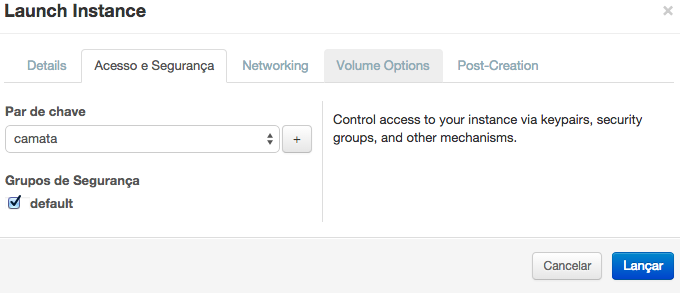 Launch Instance
×
Details
Acesso e Segurança
Networking
Volume Options
Post-Creation
Par de chave
camata
+
Grupos de Segurança
default
Control access to your instance via keypairs, security
groups, and other mechanisms.
Cancelar
Lançar